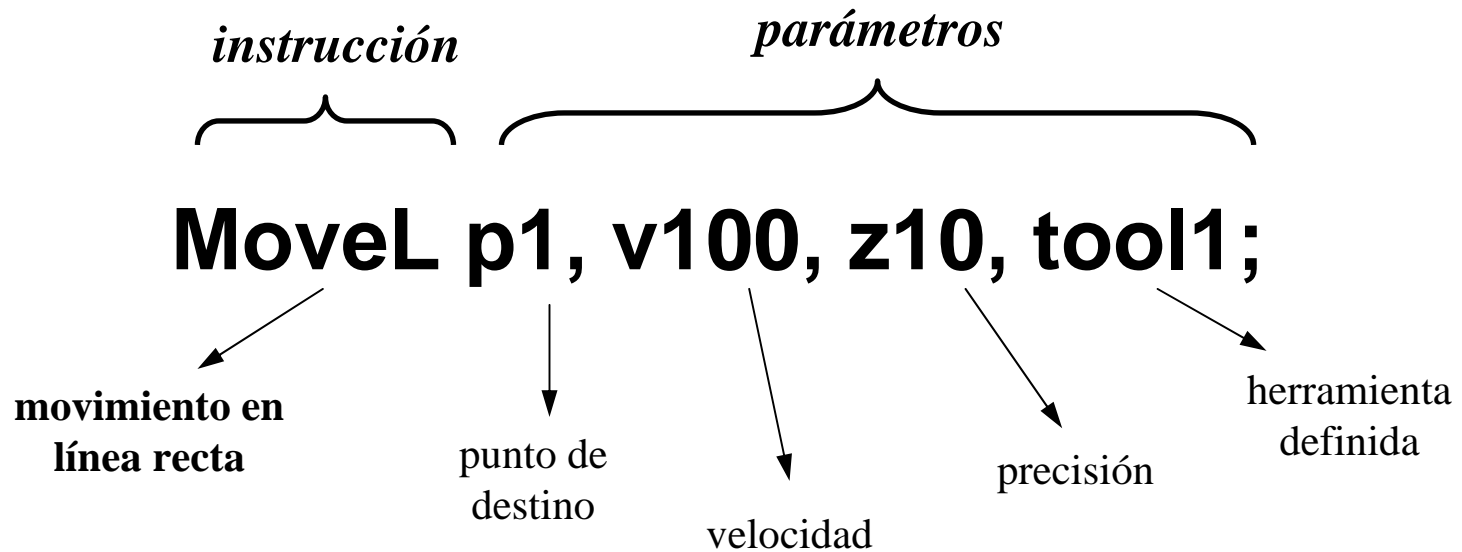 instrucción
parámetros
MoveL p1, v100, z10, tool1;
movimiento en
línea recta
punto de
destino
velocidad
precisión
herramienta
definida